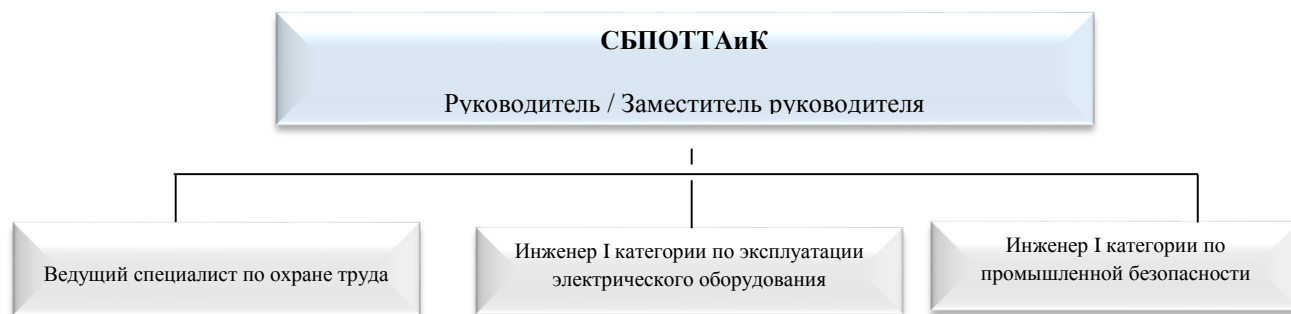 СБПОТТАиК
Руководитель / Заместитель руководителя
Ведущий специалист по охране труда
Инженер I категории по эксплуатации
электрического оборудования
Инженер I категории по
промышленной безопасности